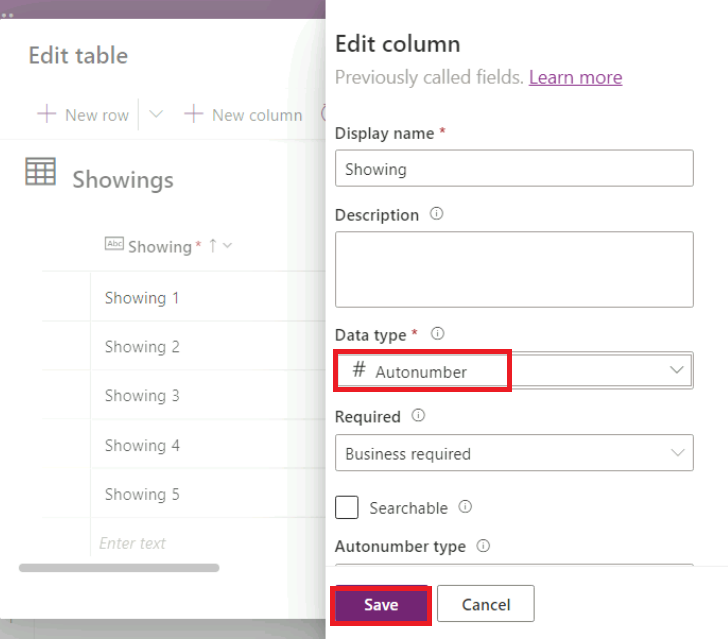 Edit table
New row
New column
Showings
Abc Showing * ↑
Showing 1
Showing 2
Showing 3
Showing 4
Showing 5
Enter text
Edit column
Previously called fields. Learn more
Display name *
Showing
Description
Data type *
# Autonumber
Required
Business required
Searchable
Autonumber type
Save
Cancel